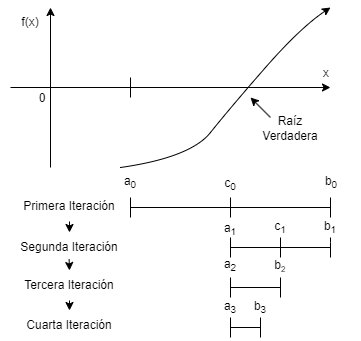 f(x)
x
0
Raíz
Verdadera
a₀ c₀ b₀
Primera Iteración
a₁ c₁ b₁
Segunda Iteración
a₂ b₂
Tercera Iteración
a₃ b₃
Cuarta Iteración